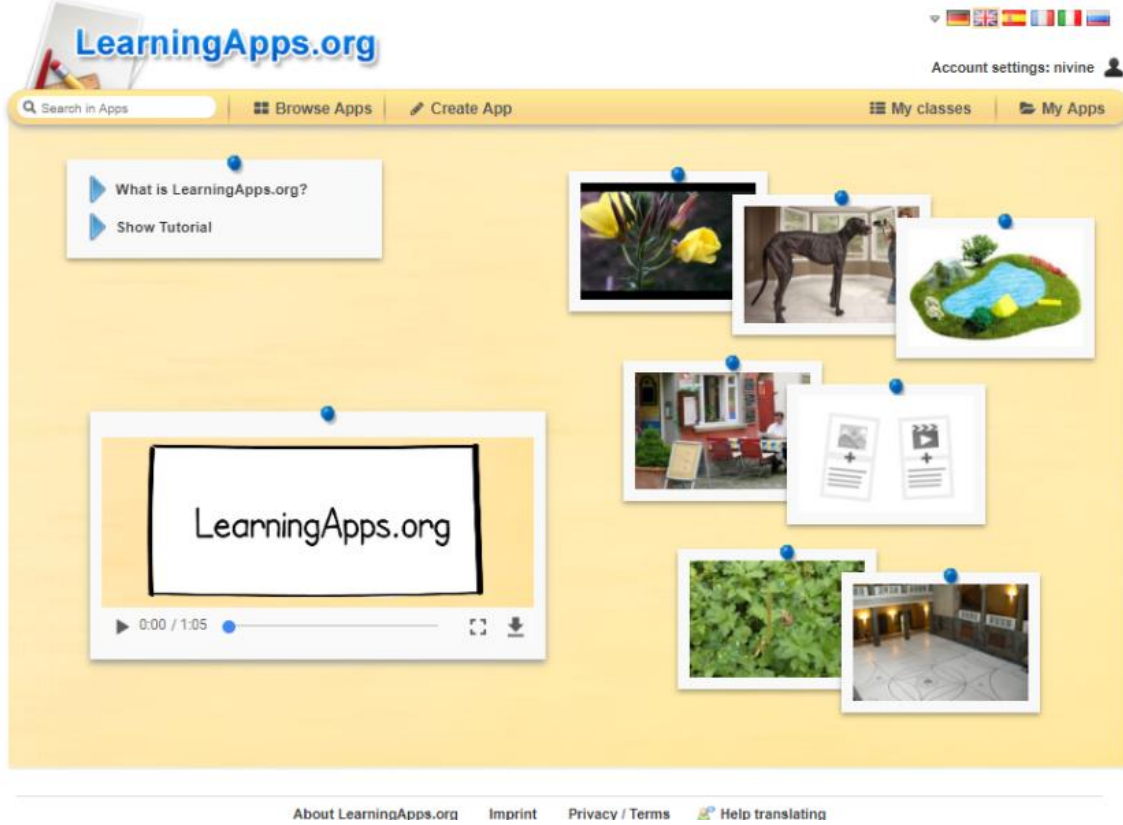 LearningApps.org
Account settings: nivine
Search in Apps
Browse Apps
Create App
My classes
My Apps
What is LearningApps.org?
Show Tutorial
LearningApps.org
0:00 / 1:05
About LearningApps.org
Imprint
Privacy / Terms
Help translating